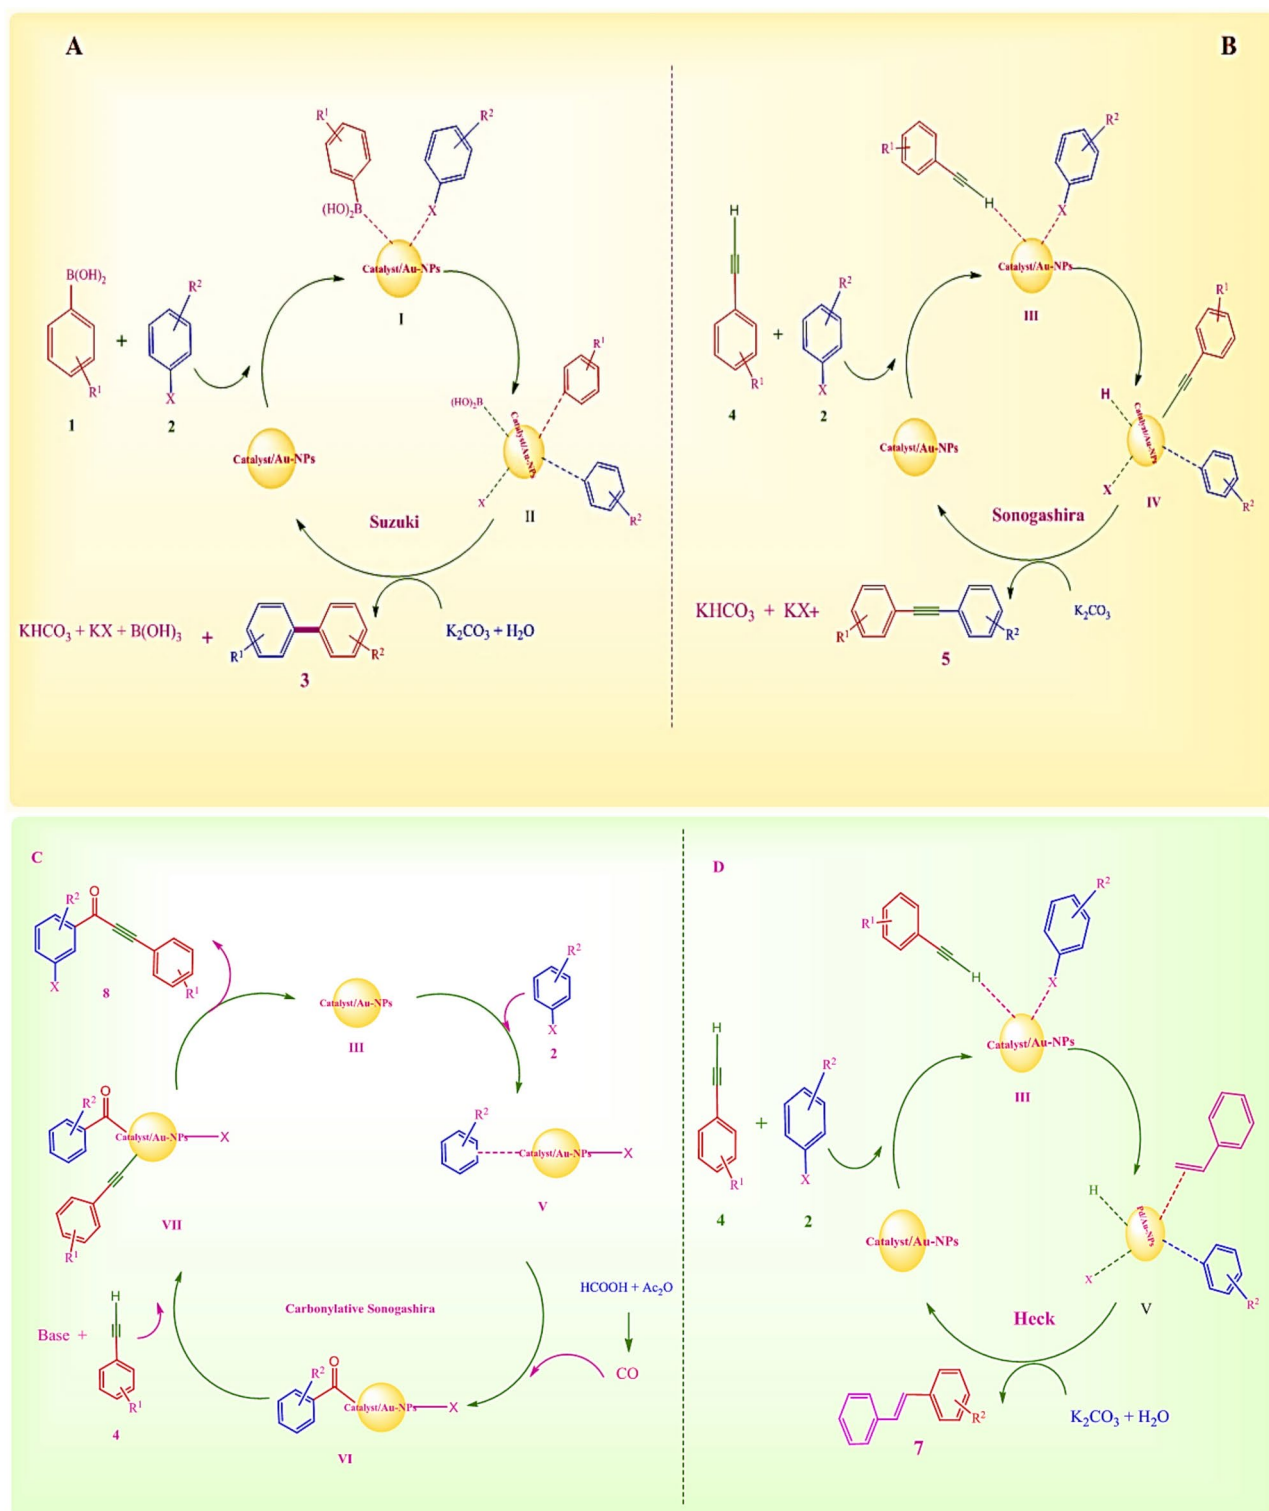 A
B
R¹
R²
(HO)₂B
X
Catalyst/Au-NPs
I
B(OH)₂
R¹
1
+
R²
X
2
Catalyst/Au-NPs
(HO)₂B
R¹
Catalyst/Au-NPs
X
R²
II
Suzuki
KHCO₃ + KX + B(OH)₃ +
R¹
R²
3
K₂CO₃ + H₂O
R¹
H
R²
X
Catalyst/Au-NPs
III
H
R¹
4
+
R²
X
2
Catalyst/Au-NPs
R¹
H
Catalyst/Au-NPs
X
R²
IV
Sonogashira
KHCO₃ + KX+
R¹
R²
5
K₂CO₃
C
R²
O
X
8
R¹
Catalyst/Au-NPs
III
R²
X
2
R²
O
Catalyst/Au-NPs
X
R¹
VII
R²
Catalyst/Au-NPs
X
V
HCOOH + Ac₂O
CO
Carbonylative Sonogashira
Base +
H
R¹
4
R²
O
Catalyst/Au-NPs
X
VI
D
R¹
H
R²
X
Catalyst/Au-NPs
III
H
R¹
4
+
R²
X
2
Catalyst/Au-NPs
H
Pd/Au-NPs
X
R²
V
Heck
R²
7
K₂CO₃ + H₂O